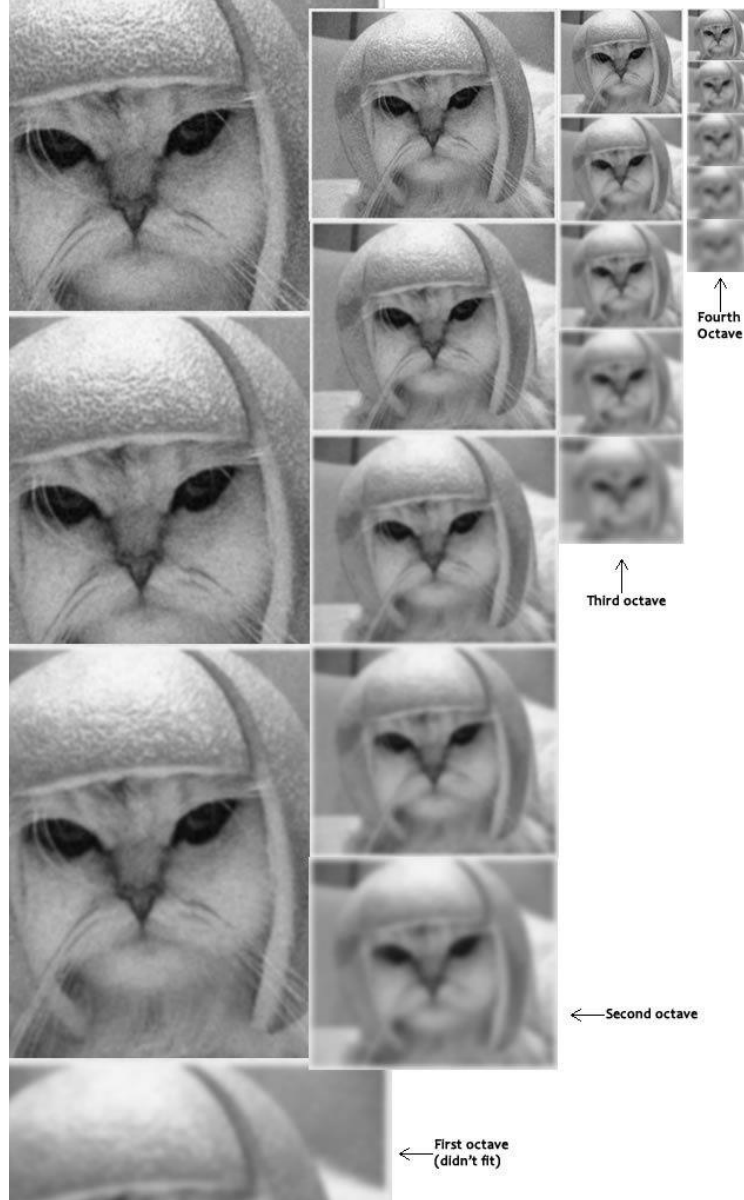 Fourth
Octave
Third octave
Second octave
First octave
(didn't fit)